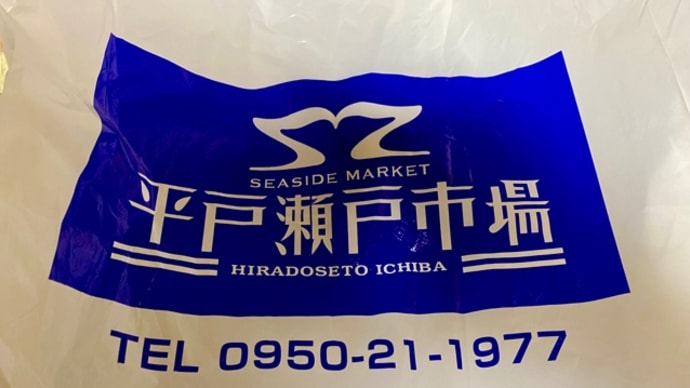 SEASIDE MARKET
平戸瀬戸市場
HIRADOSETO ICHIBA
TEL 0950-21-1977